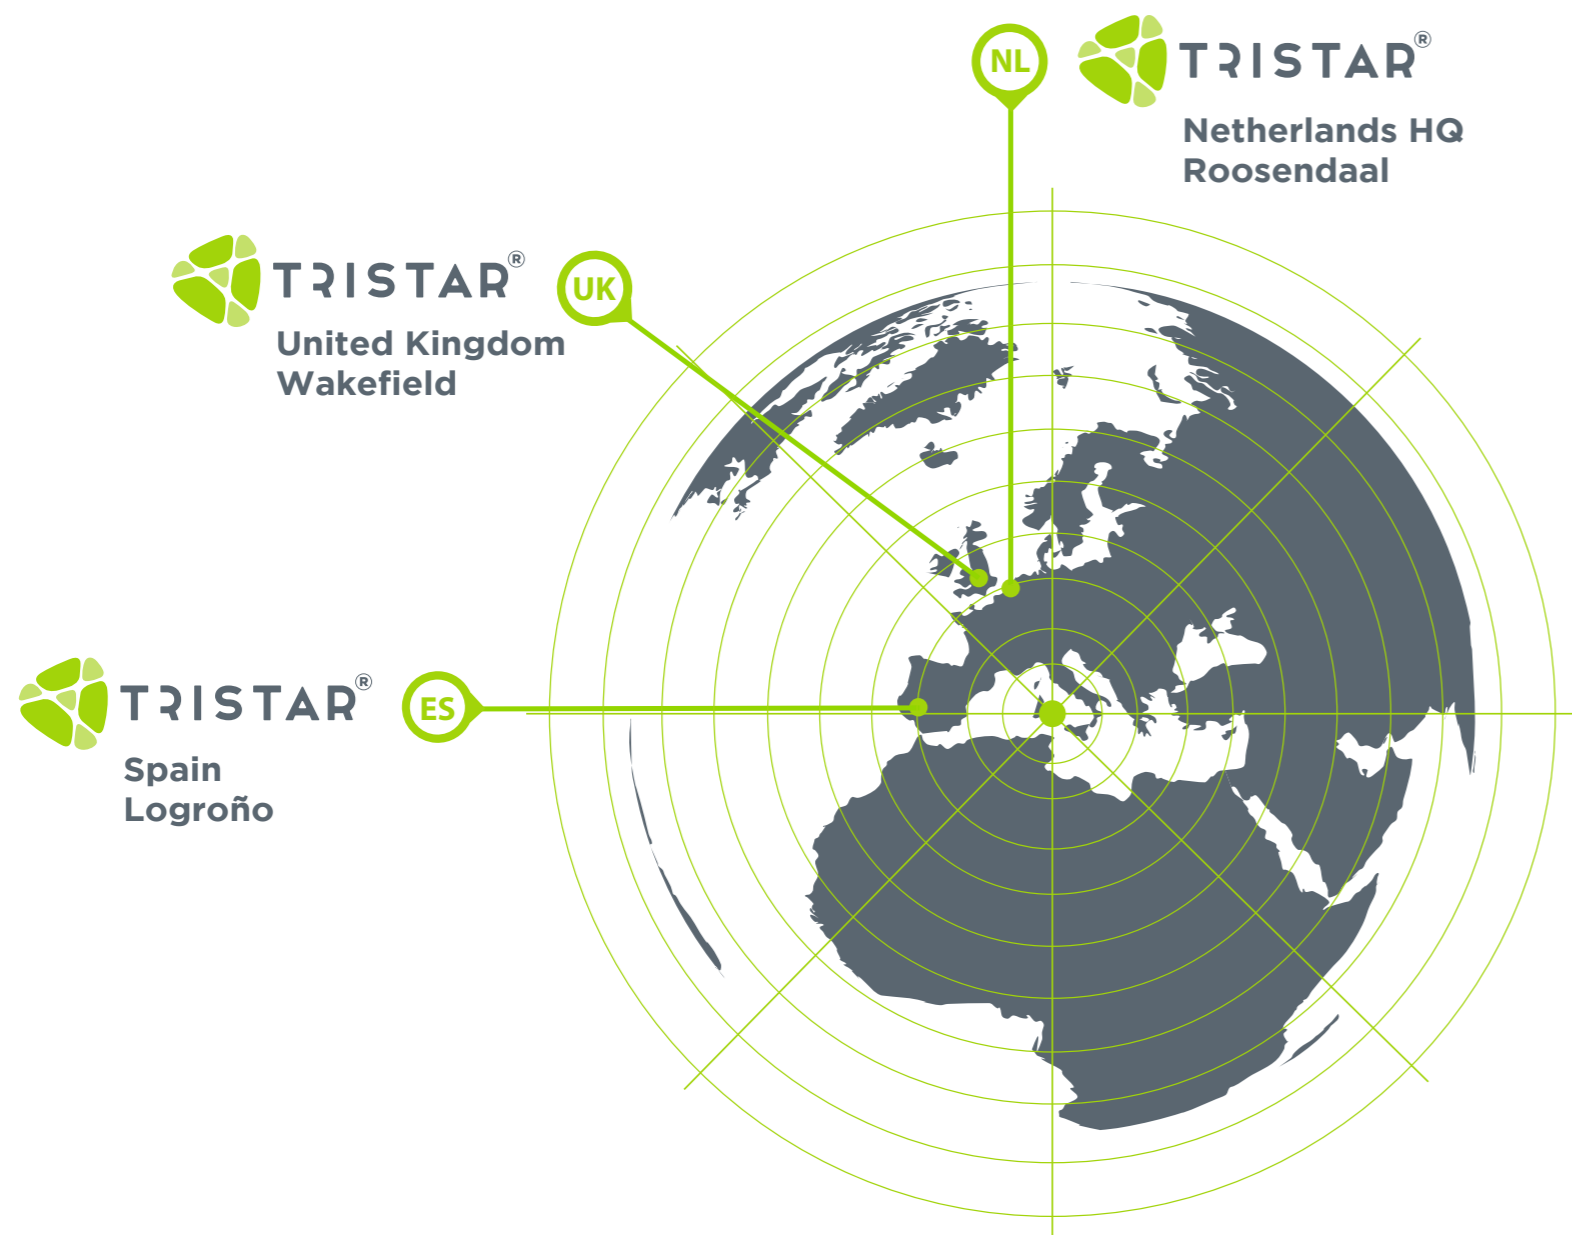 NL
TRISTAR®
Netherlands HQ
Roosendaal
TRISTAR®
UK
United Kingdom
Wakefield
TRISTAR®
ES
Spain
Logroño